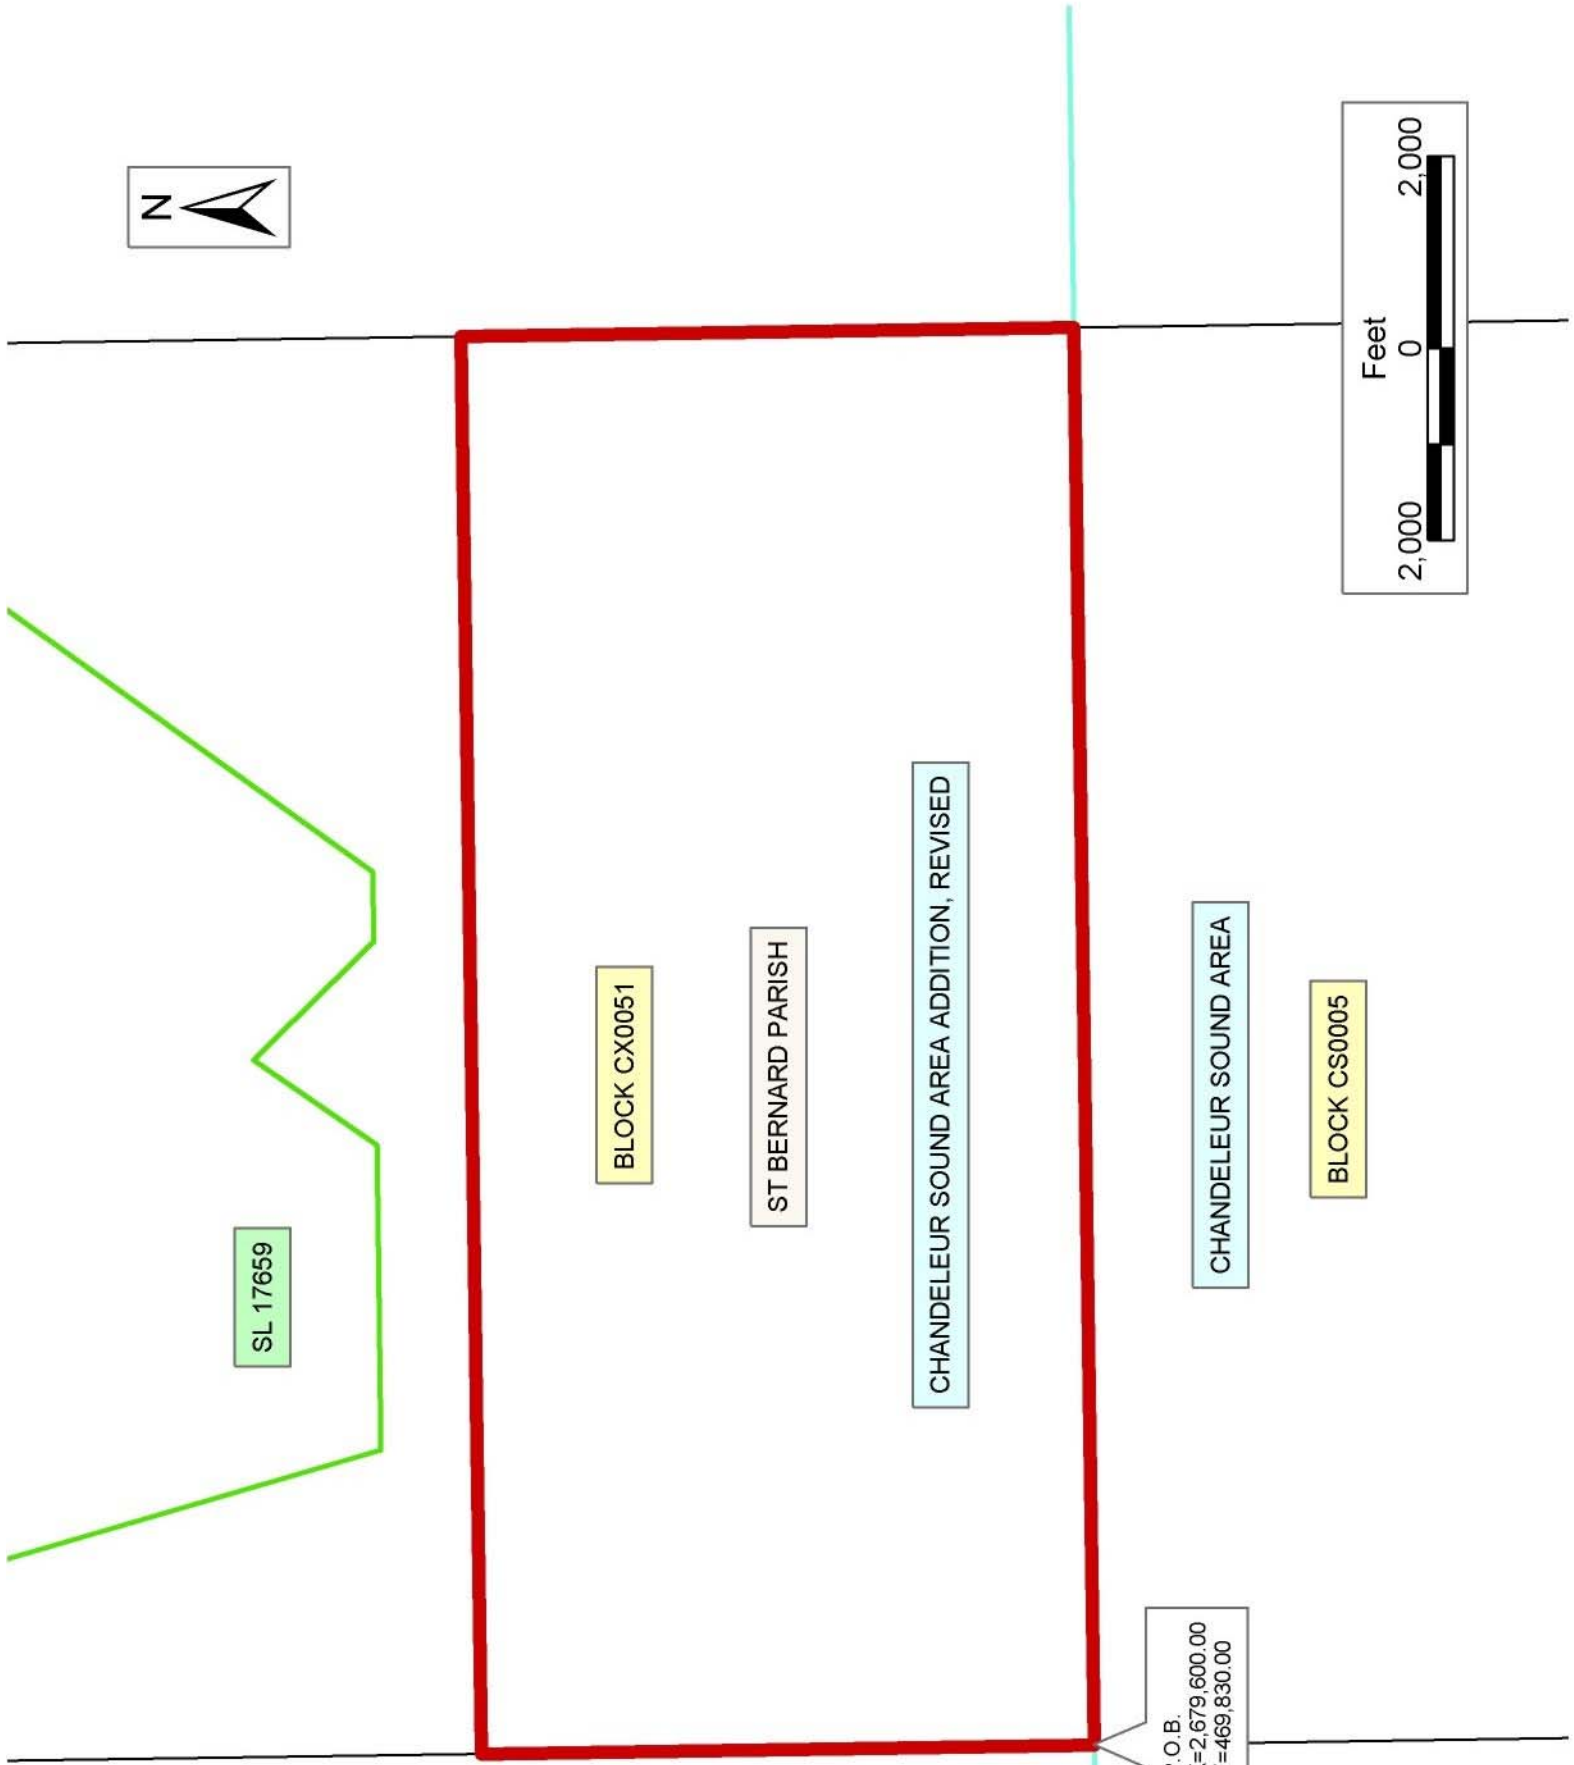 N
SL 17659
BLOCK CX0051
ST BERNARD PARISH
CHANDELEUR SOUND AREA ADDITION, REVISED
CHANDELEUR SOUND AREA
BLOCK CS0005
.O.B.
=2,679,600.00
=469,830.00
Feet
2,000 0 2,000